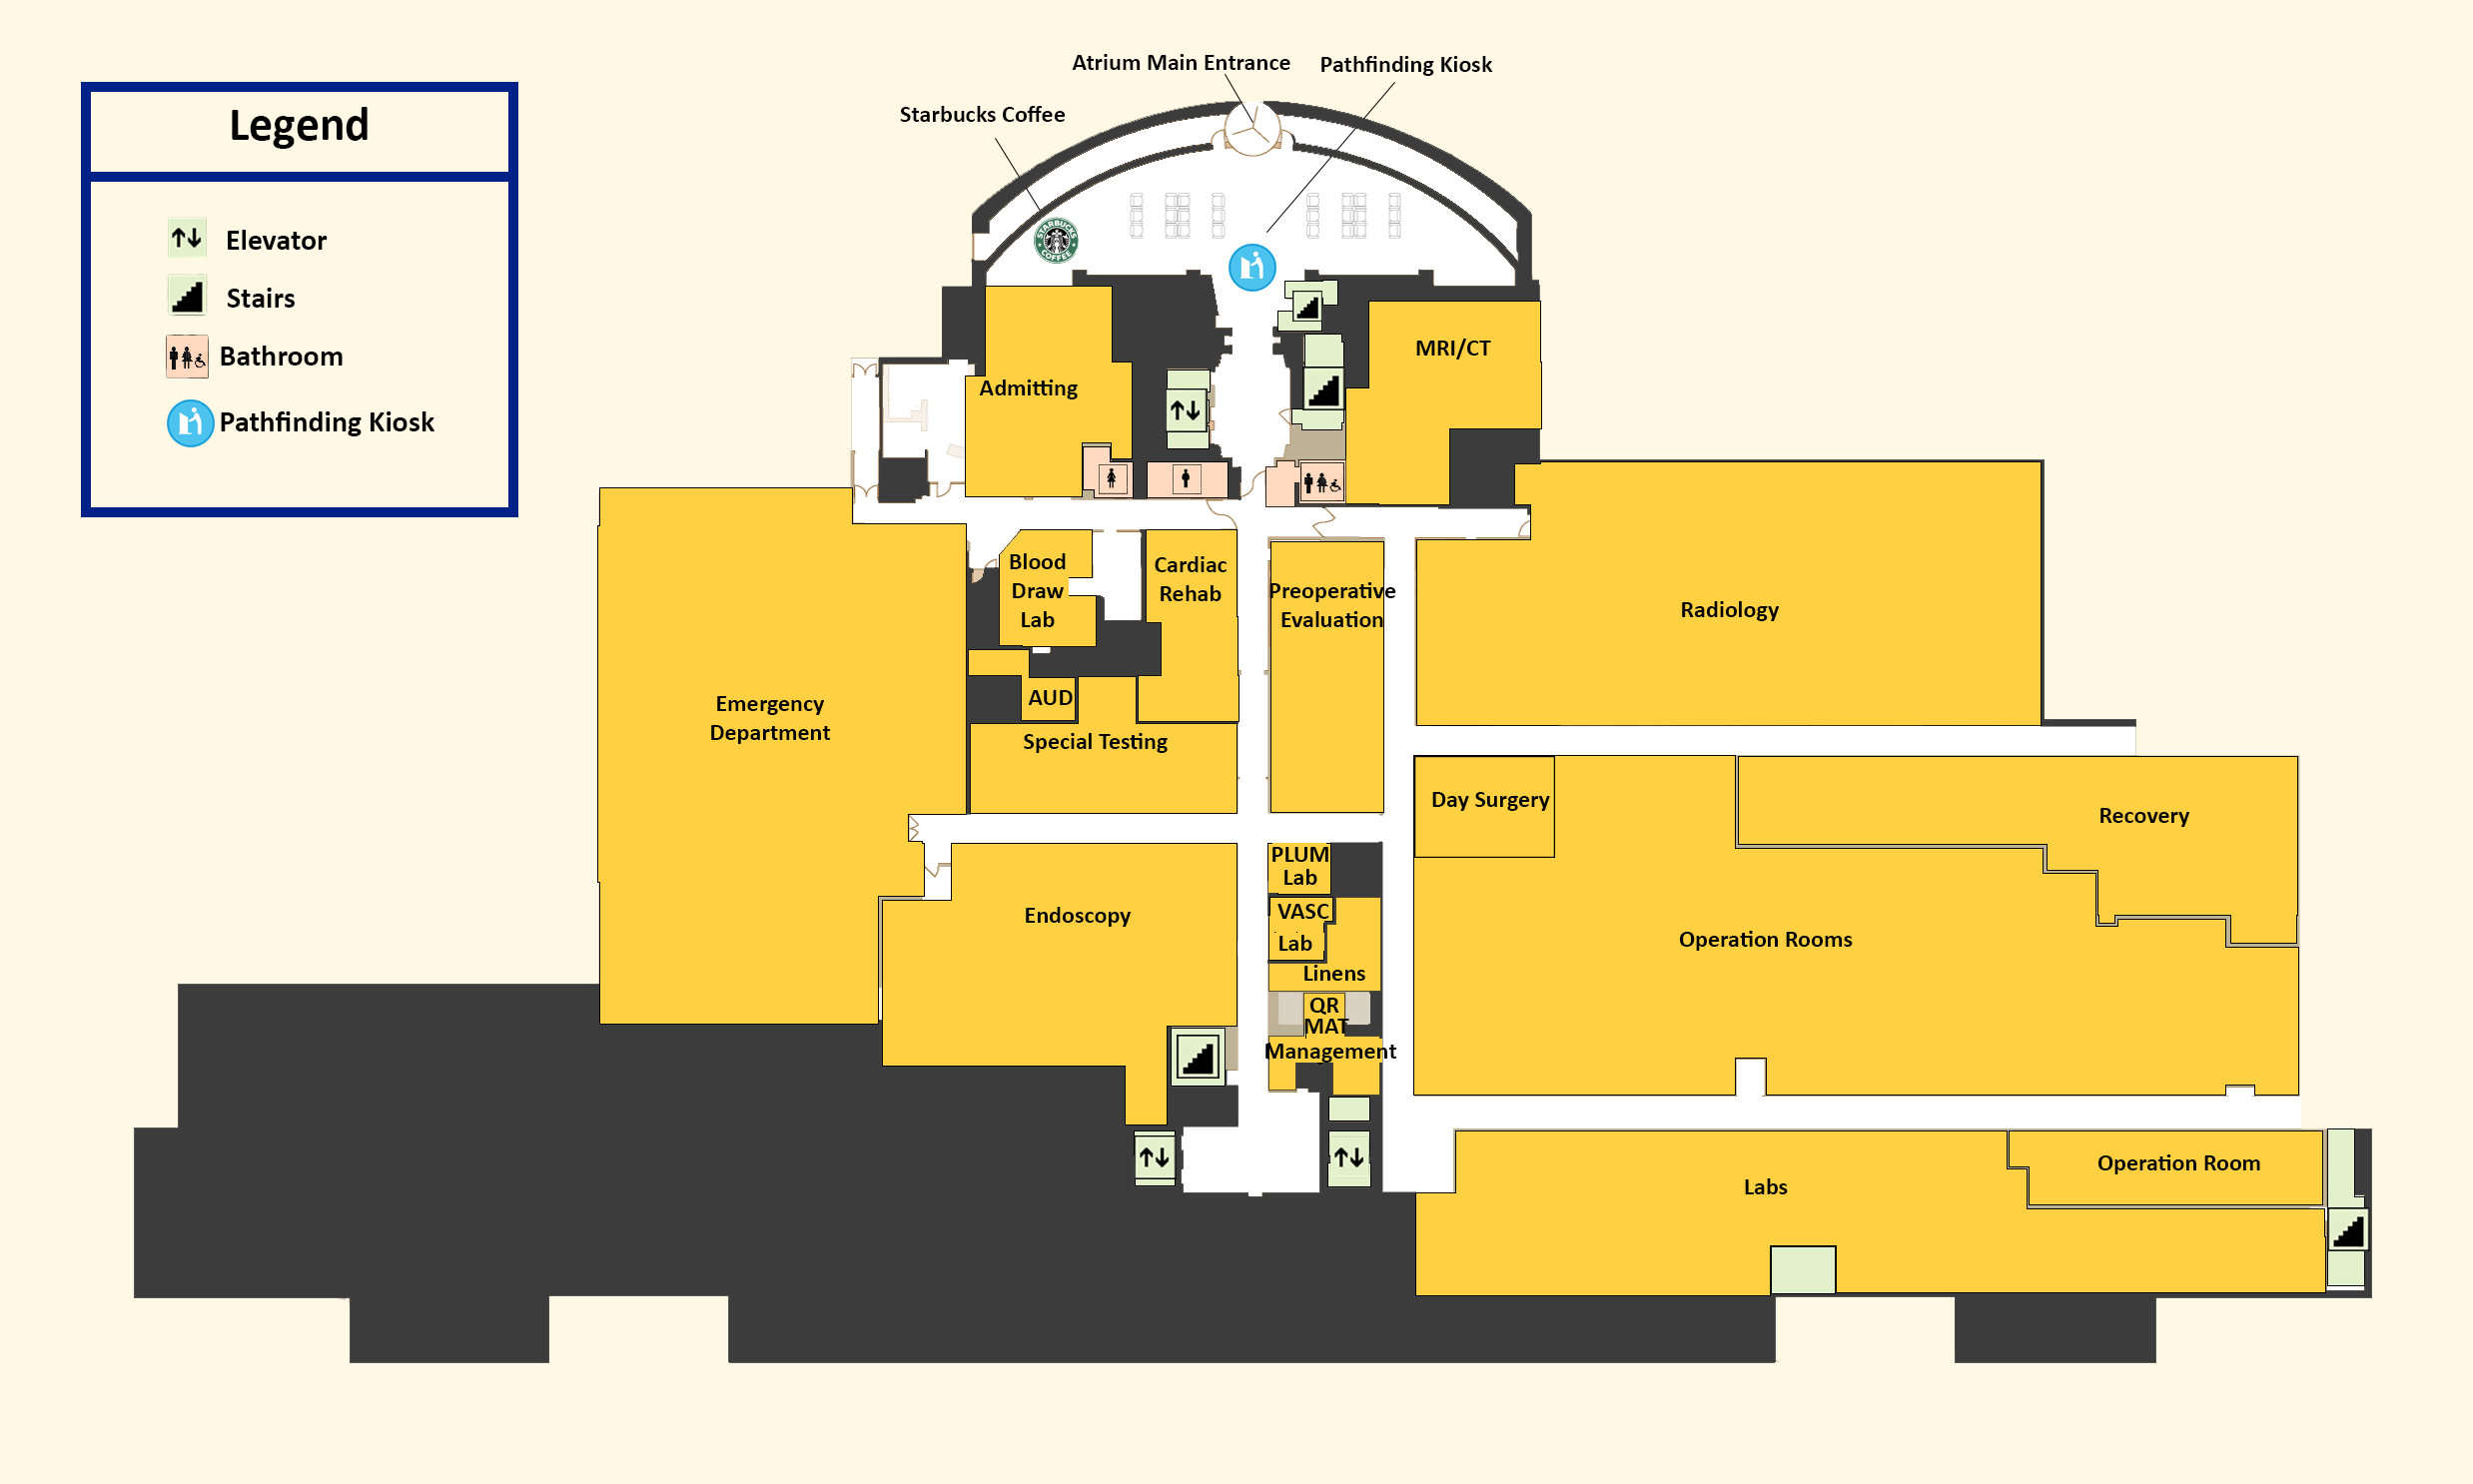 Atrium Main Entrance
Pathfinding Kiosk
Starbucks Coffee
Legend
Elevator
Stairs
Bathroom
Pathfinding Kiosk
STARBUCKS
COFFEE
MRI/CT
Admitting
Blood
Draw
Lab
Cardiac
Rehab
Preoperative
Evaluation
Radiology
AUD
Emergency
Department
Special Testing
Day Surgery
Recovery
PLUM
Lab
VASC
Lab
Endoscopy
Operation Rooms
Linens
QR
MAT
Management
Operation Room
Labs